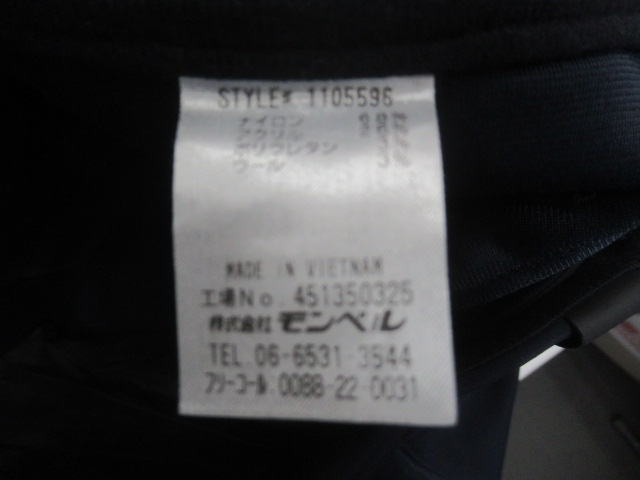 STYLE# 1105596
ナイロン
アクリル
ポリウレタン
ウール
MADE IN VIETNAM
工場No. 451350325
株式会社 モンベル
TEL. 06-6531-3544
フリーコール.0088-22-0031